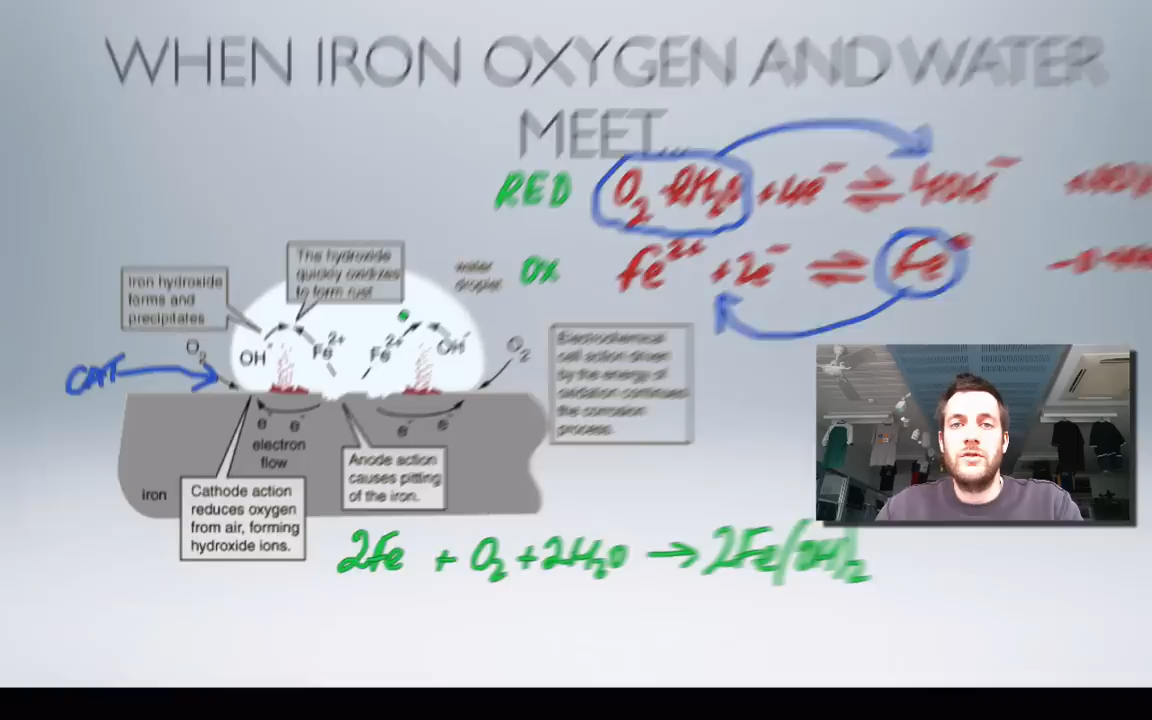 WHEN IRON OXYGEN AND WATER
MEET...
RED O₂ + 2H₂O + 4e⁻ ⇌ 4OH⁻
OX Fe²⁺ + 2e⁻ ⇌ Fe
Iron hydroxide
forms and
precipitates
The hydroxide
quickly oxidizes
to form rust
water
droplet
O₂
OH⁻
Fe²⁺
Fe²⁺
OH⁻
O₂
CAT
e⁻ e⁻
electron
flow
e⁻ e⁻
iron
Cathode action
reduces oxygen
from air, forming
hydroxide ions.
Anode action
causes pitting
of the iron.
Electrochemical
cell action driven
by the energy of
oxidation continues
the corrosion
process.
2Fe + O₂ + 2H₂O → 2Fe(OH)₂